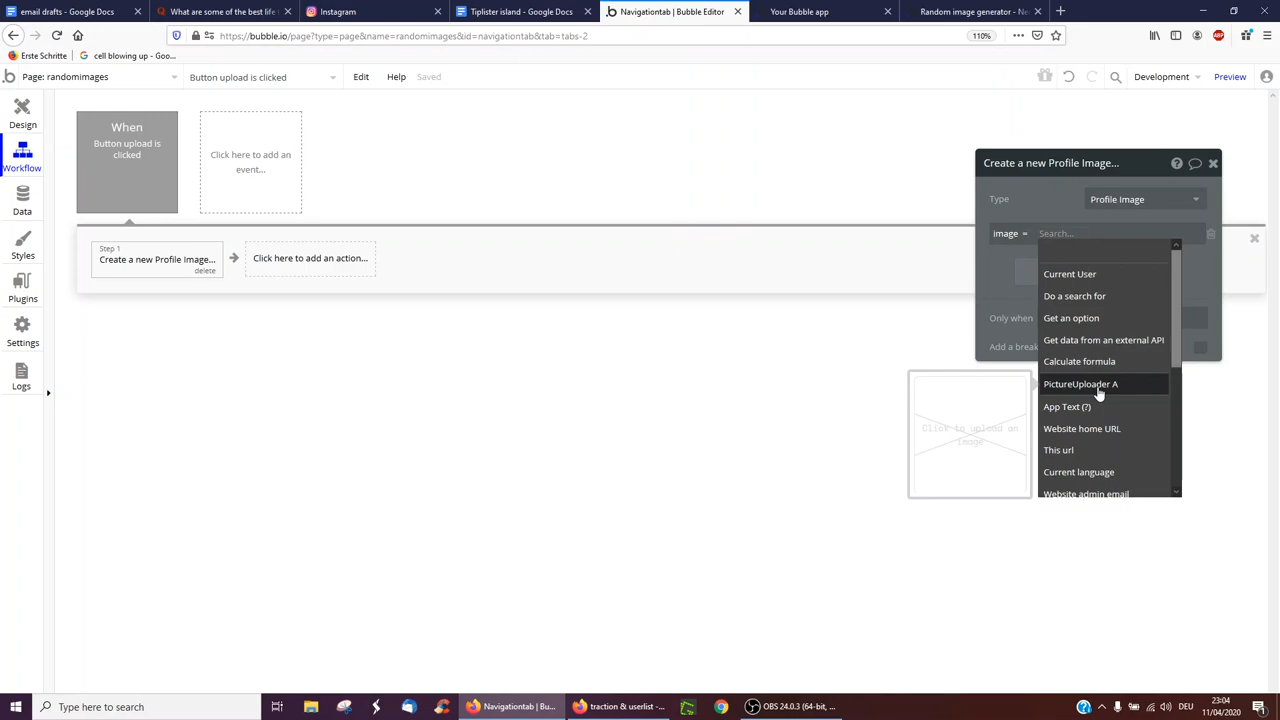 email drafts - Google Docs
What are some of the best life
Instagram
Tiplister island - Google Docs
Navigationtab | Bubble Editor
Your Bubble app
Random image generator - Ne
https://bubble.io/page?type=page&name=randomimages&id=navigationtab&tab=tabs-2
110%
ABP
Erste Schritte
cell blowing up - Goo...
Page: randomimages
Button upload is clicked
Edit
Help
Saved
Development
Preview
Design
Workflow
Data
Styles
Plugins
Settings
Logs
When
Button upload is clicked
Click here to add an event...
Step 1
Create a new Profile Image...
delete
Click here to add an action...
Create a new Profile Image...
Type
Profile Image
image =
Search...
Only when
Add a break
Current User
Do a search for
Get an option
Get data from an external API
Calculate formula
PictureUploader A
App Text (?)
Website home URL
This url
Current language
Website admin email
Click to upload an image
Type here to search
Navigationtab | Bu...
traction & userlist -...
OBS 24.0.3 (64-bit, ...
DEU
23:04
11/04/2020